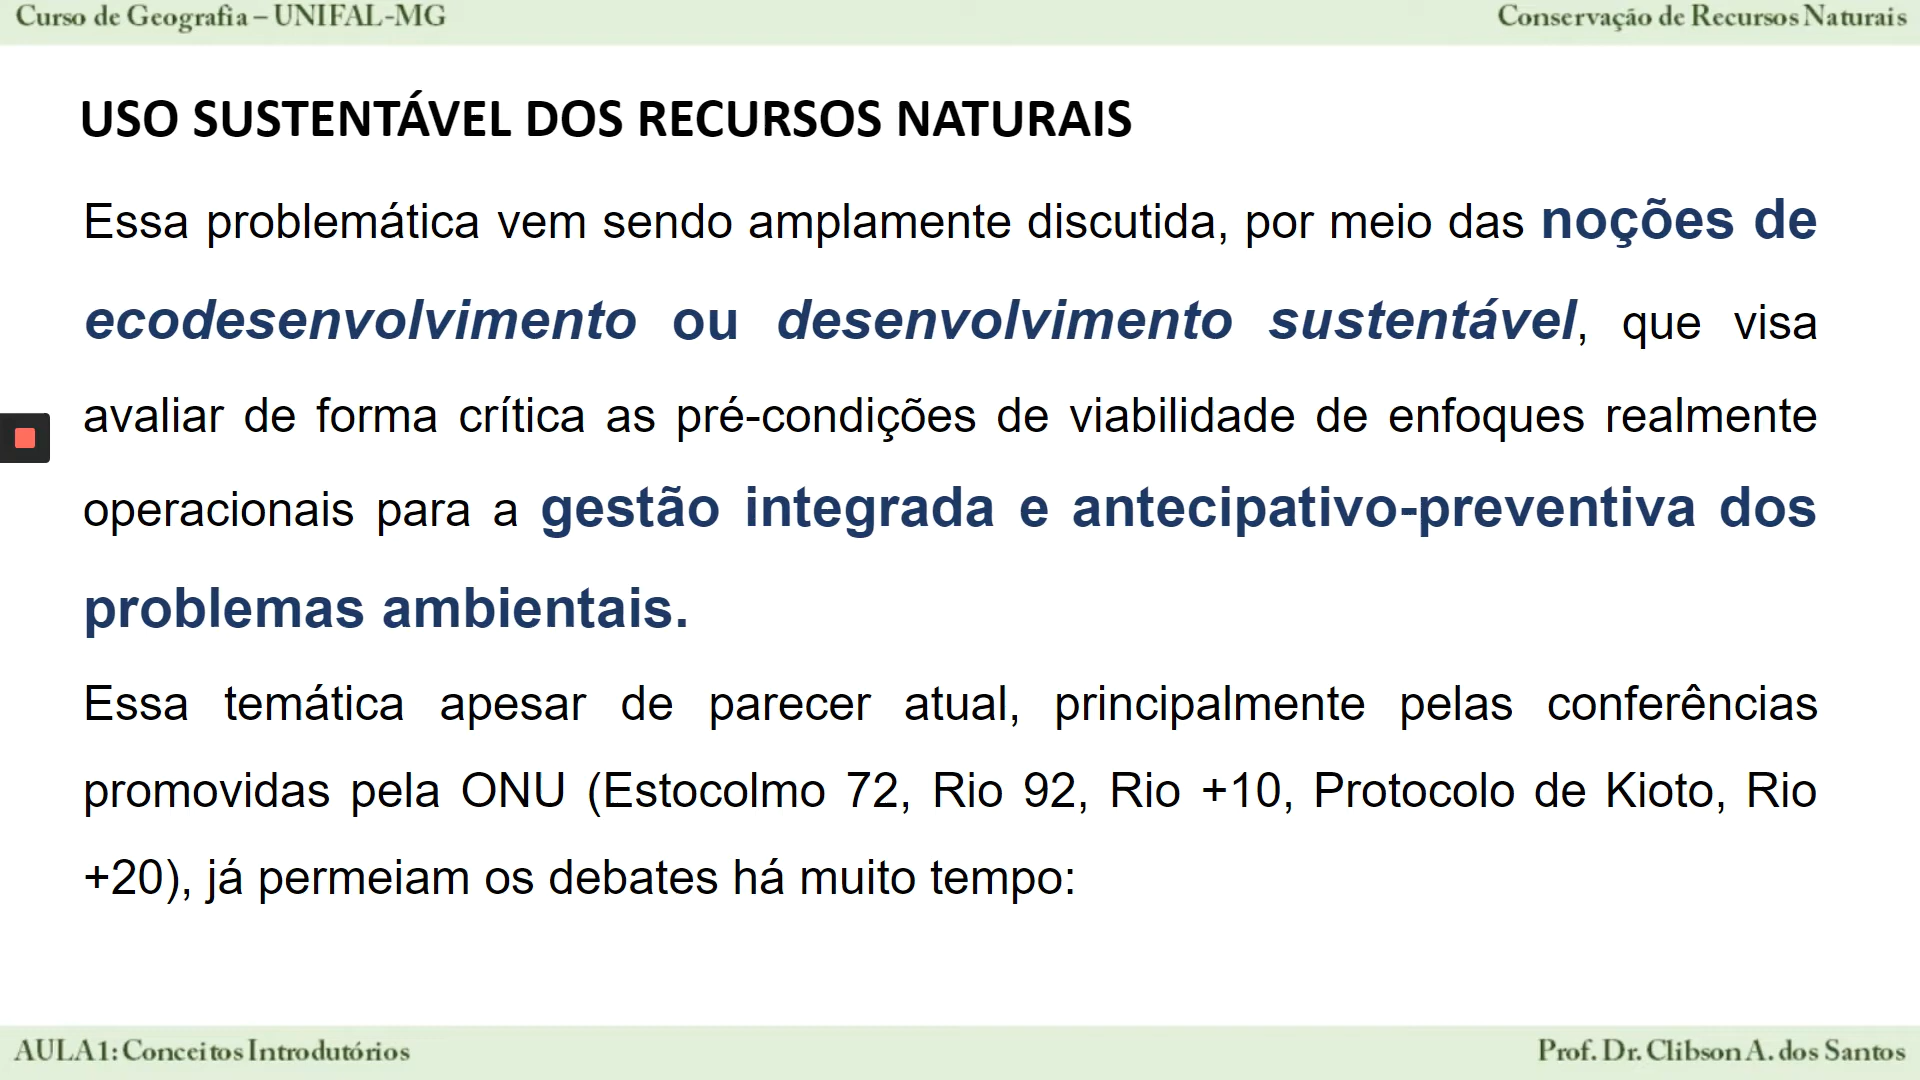 Curso de Geografia – UNIFAL-MG
Conservação de Recursos Naturais
USO SUSTENTÁVEL DOS RECURSOS NATURAIS
Essa problemática vem sendo amplamente discutida, por meio das noções de
ecodesenvolvimento ou desenvolvimento sustentável, que visa
avaliar de forma crítica as pré-condições de viabilidade de enfoques realmente
operacionais para a gestão integrada e antecipativo-preventiva dos
problemas ambientais.
Essa temática apesar de parecer atual, principalmente pelas conferências
promovidas pela ONU (Estocolmo 72, Rio 92, Rio +10, Protocolo de Kioto, Rio
+20), já permeiam os debates há muito tempo:
AULA1: Conceitos Introdutórios
Prof. Dr. Clibson A. dos Santos